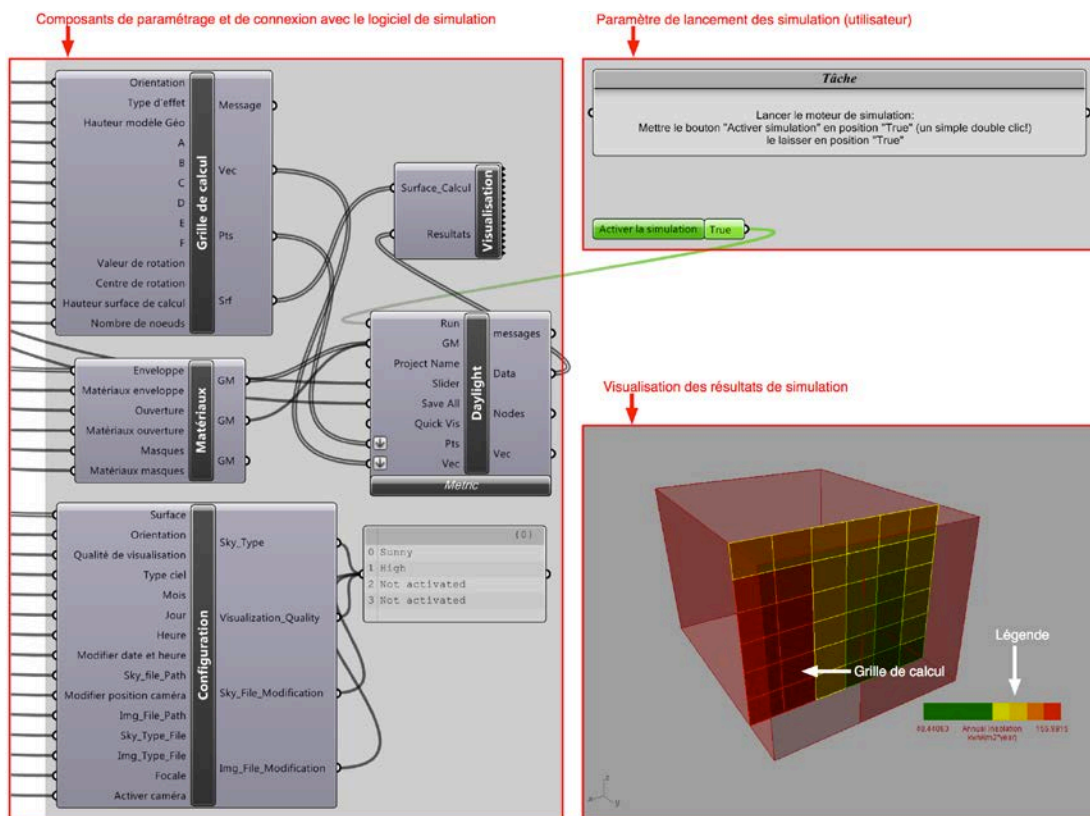 Composants de paramétrage et de connexion avec le logiciel de simulation
Orientation
Type d'effet
Hauteur modèle Géo
A
B
C
D
E
F
Valeur de rotation
Centre de rotation
Hauteur surface de calcul
Nombre de noeuds
Grille de calcul
Message
Vec
Pts
Srf
Surface_Calcul
Resultats
Visualisation
Enveloppe
Matériaux enveloppe
Ouverture
Matériaux ouverture
Masques
Matériaux masques
Matériaux
GM
GM
GM
Run
GM
Project Name
Slider
Save All
Quick Vis
Pts
Vec
Daylight
messages
Data
Nodes
Vec
Metric
Surface
Orientation
Qualité de visualisation
Type ciel
Mois
Jour
Heure
Modifier date et heure
Sky_file_Path
Modifier position caméra
Img_File_Path
Sky_Type_File
Img_Type_File
Focale
Activer caméra
Configuration
Sky_Type
Visualization_Quality
Sky_File_Modification
Img_File_Modification
{0}
0 Sunny
1 High
2 Not activated
3 Not activated
Paramètre de lancement des simulation (utilisateur)
Tâche
Lancer le moteur de simulation:
Mettre le bouton "Activer simulation" en position "True" (un simple double clic!)
le laisser en position "True"
Activer la simulation True
Visualisation des résultats de simulation
Légende
Grille de calcul
Annual Insolation
z
x
y